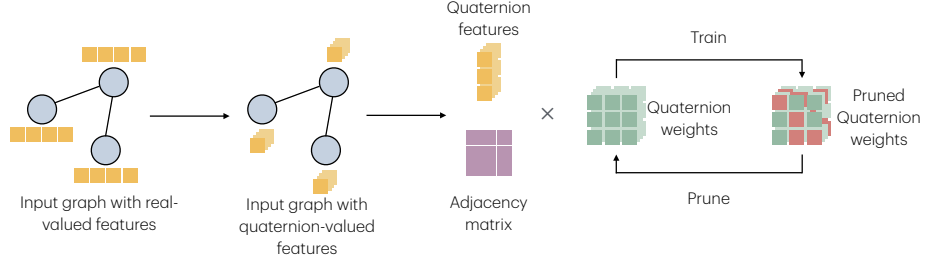 Input graph with real-
valued features
Input graph with
quaternion-valued
features
Quaternion
features
Adjacency
matrix
×
Train
Quaternion
weights
Pruned
Quaternion
weights
Prune